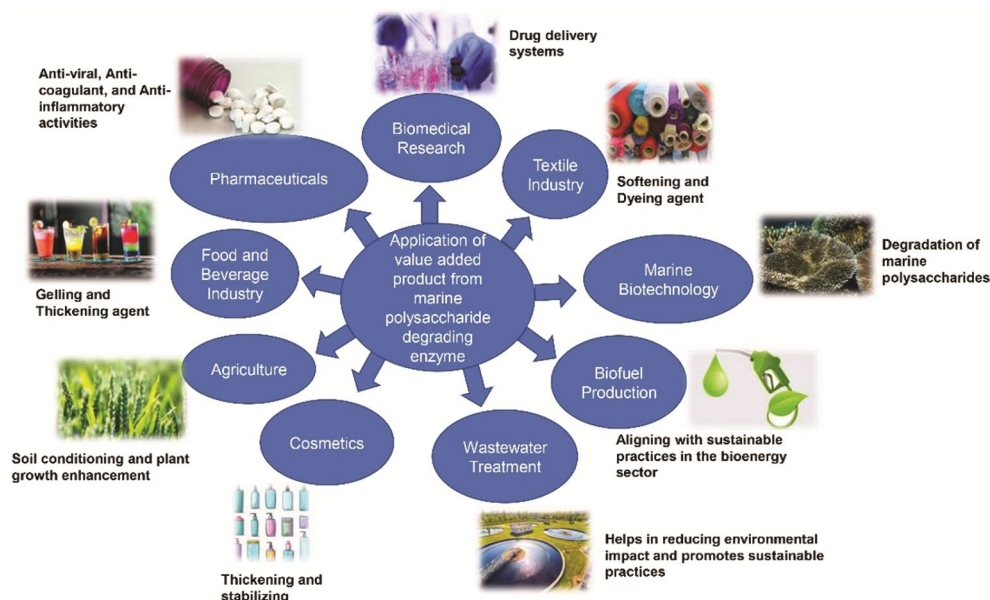 Drug delivery
systems
Anti-viral, Anti-
coagulant, and Anti-
inflammatory
activities
Biomedical
Research
Textile
Industry
Pharmaceuticals
Softening and
Dyeing agent
Application of
value added
product from
marine
polysaccharide
degrading
enzyme
Food and
Beverage
Industry
Gelling and
Thickening agent
Marine
Biotechnology
Degradation of
marine
polysaccharides
Agriculture
Soil conditioning and plant
growth enhancement
Biofuel
Production
Aligning with sustainable
practices in the bioenergy
sector
Cosmetics
Thickening and
stabilizing
Wastewater
Treatment
Helps in reducing environmental
impact and promotes sustainable
practices